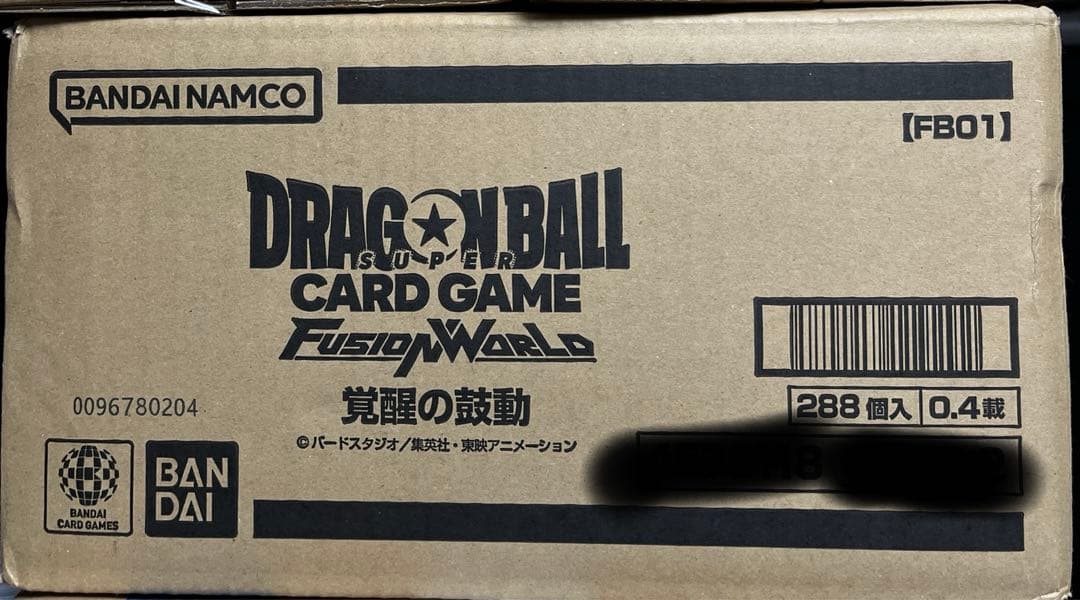 BANDAI NAMCO
【FB01】
DRAGON BALL
SUPER
CARD GAME
FUSION WORLD
覚醒の鼓動
©バードスタジオ/集英社・東映アニメーション
0096780204
288 個入 0.4載
BANDAI
CARD GAMES
BAN
DAI